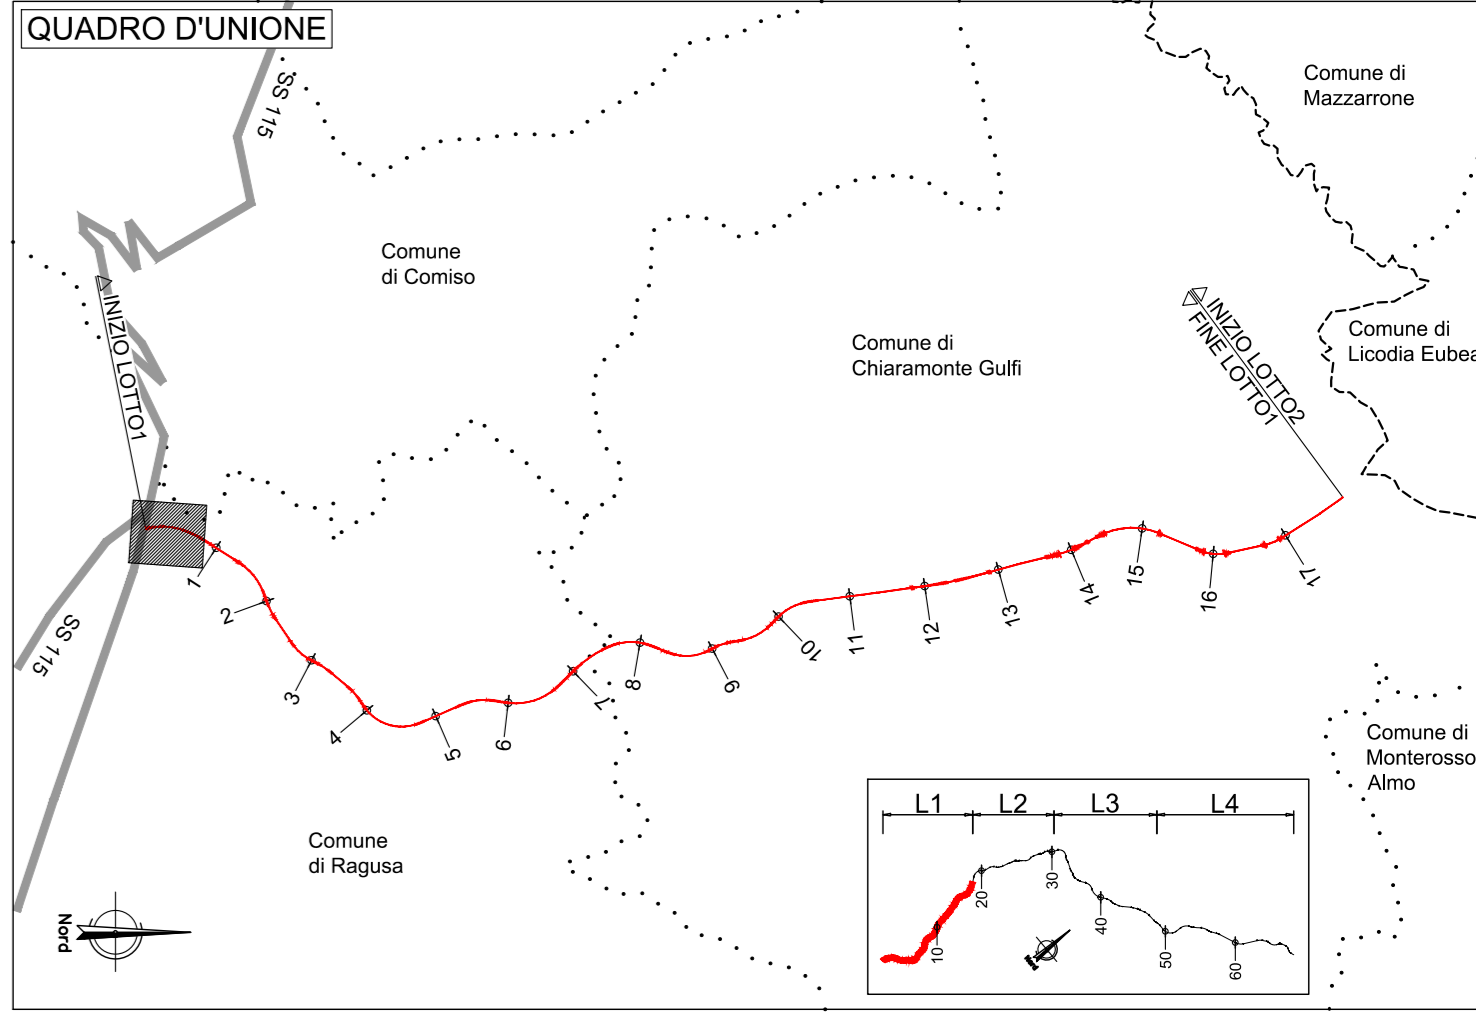 QUADRO D'UNIONE
SS 115
Comune di
Mazzarrone
Comune
di Comiso
INIZIO LOTTO1
Comune di
Chiaramonte Gulfi
INIZIO LOTTO2
FINE LOTTO1
Comune di
Licodia Eubea
SS 115
1
2
3
4
5
6
7
8
9
10
11
12
13
14
15
16
17
Comune di
Monterosso
Almo
Comune
di Ragusa
Nord
L1 L2 L3 L4
10
20
30
40
50
60
Nord